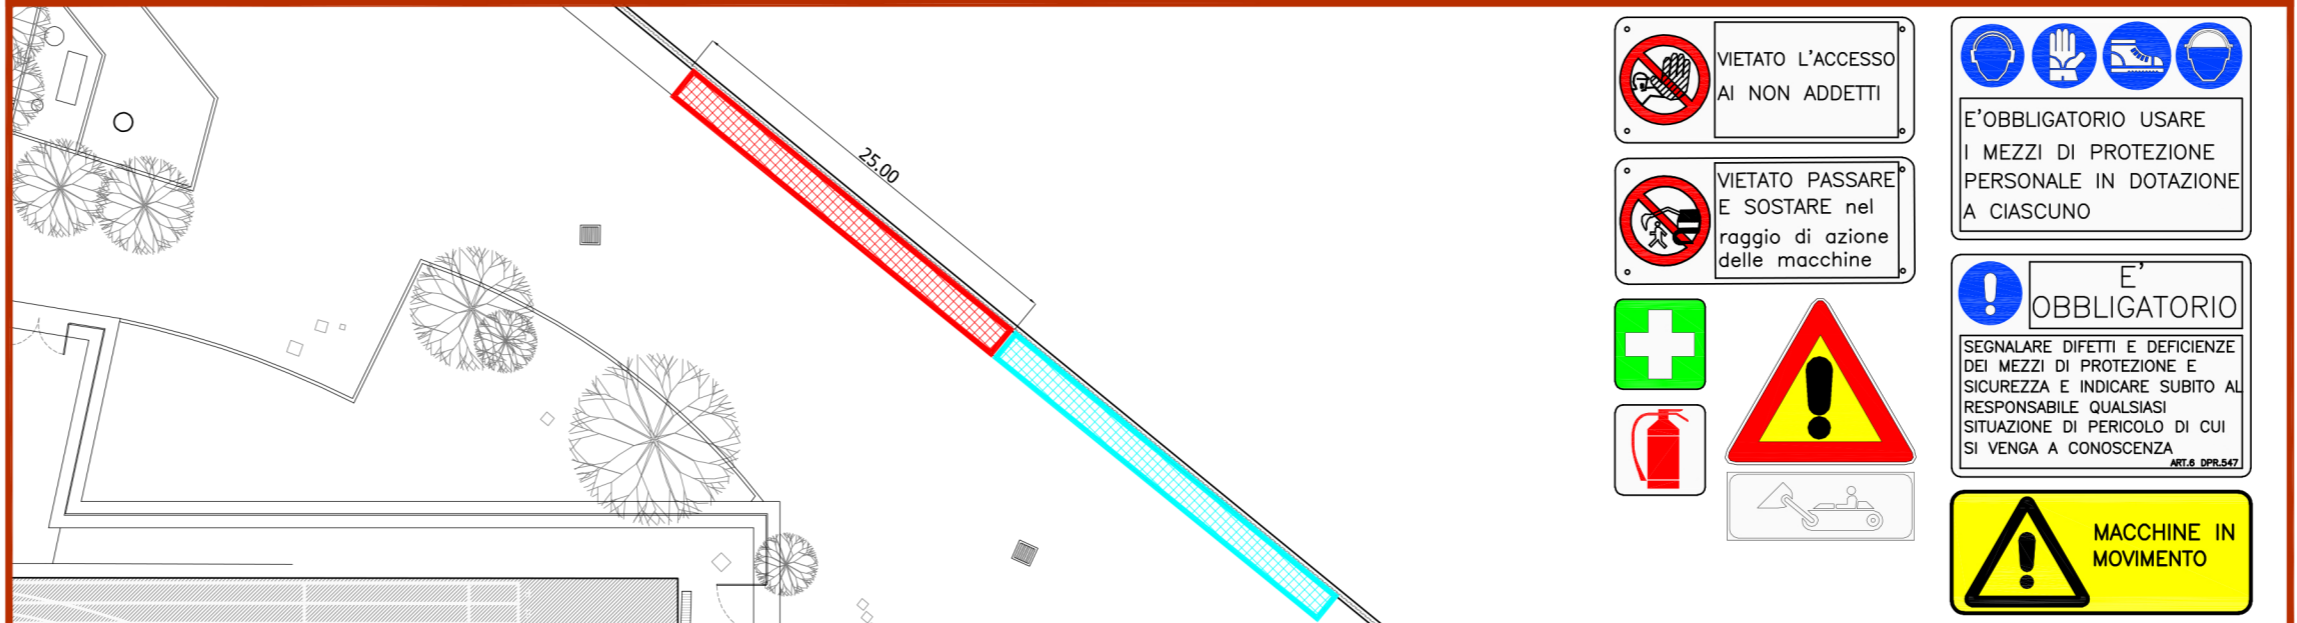 25.00
VIETATO L'ACCESSO
AI NON ADDETTI
VIETATO PASSARE
E SOSTARE nel
raggio di azione
delle macchine
E'OBBLIGATORIO USARE
I MEZZI DI PROTEZIONE
PERSONALE IN DOTAZIONE
A CIASCUNO
E'
OBBLIGATORIO
SEGNALARE DIFETTI E DEFICIENZE
DEI MEZZI DI PROTEZIONE E
SICUREZZA E INDICARE SUBITO AL
RESPONSABILE QUALSIASI
SITUAZIONE DI PERICOLO DI CUI
SI VENGA A CONOSCENZA
ART.6 DPR.547
MACCHINE IN
MOVIMENTO